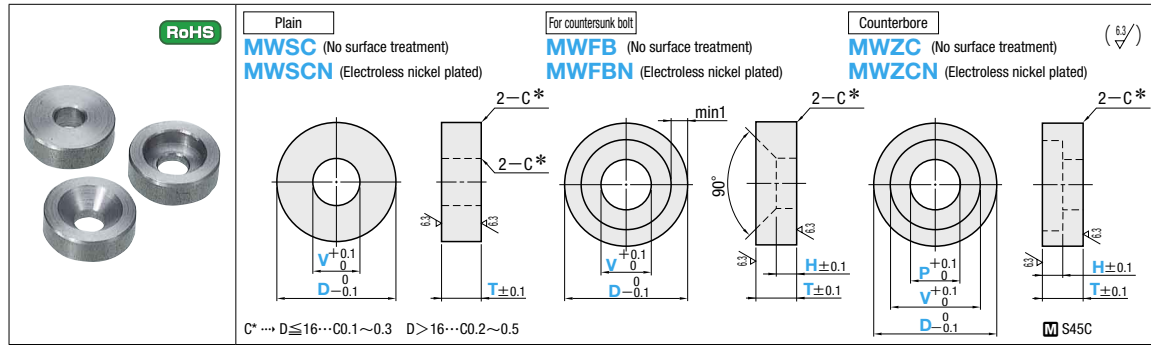 RoHS
Plain
MWSC (No surface treatment)
MWSCN (Electroless nickel plated)
For countersunk bolt
MWFB (No surface treatment)
MWFBN (Electroless nickel plated)
Counterbore
MWZC (No surface treatment)
MWZCN (Electroless nickel plated)
(6.3/)
2-C*
2-C*
6.3
6.3
V+0.1 0
D 0 -0.1
T±0.1
min1
2-C*
90°
6.3
6.3
V+0.1 0
D 0 -0.1
H±0.1
T±0.1
2-C*
6.3
6.3
P+0.1 0
V+0.1 0
D 0 -0.1
H±0.1
T±0.1
C* ···→ D≦16···C0.1~0.3 D>16···C0.2~0.5
M S45C